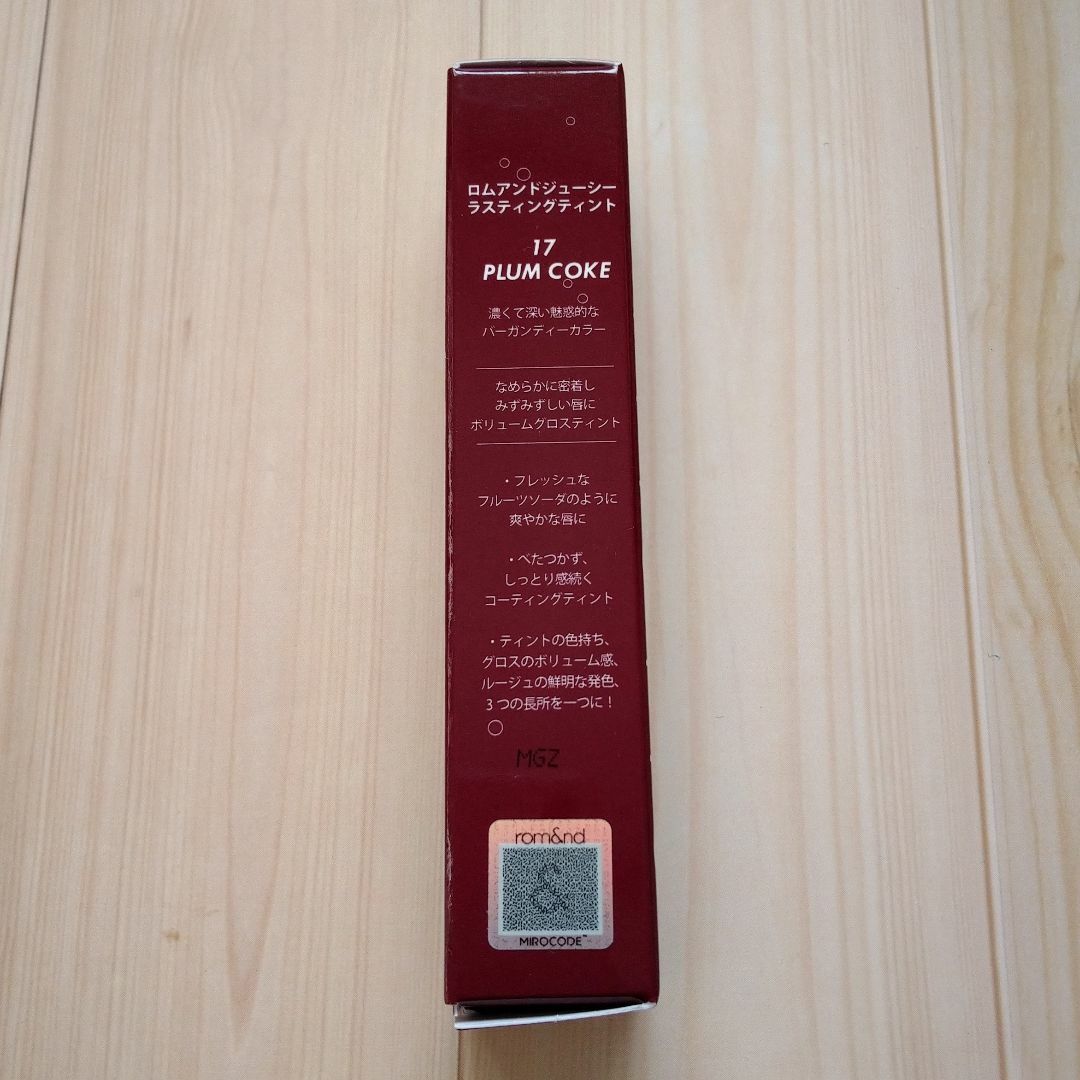 ロムアンドジューシー
ラスティングティント
17
PLUM COKE
濃くて深い魅惑的な
バーガンディーカラー
なめらかに密着し
みずみずしい唇に
ボリュームグロスティント
・フレッシュな
フルーツソーダのように
爽やかな唇に
・べたつかず、
しっとり感続く
コーティングティント
・ティントの色持ち、
グロスのボリューム感、
ルージュの鮮明な発色、
3つの長所を一つに!
MGZ
rom&nd
&
MIROCODE™